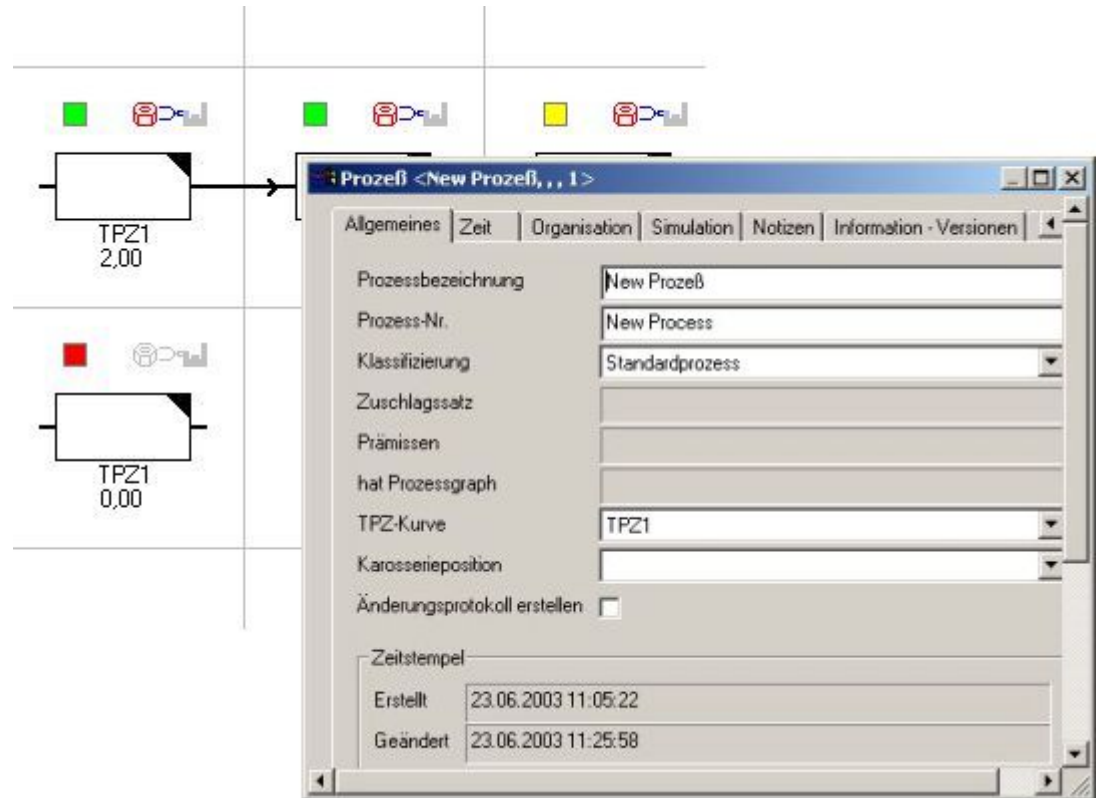 TPZ1
2,00
TPZ1
0,00
Prozeß <New Prozeß, , , 1>
Allgemeines Zeit Organisation Simulation Notizen Information - Versionen
Prozessbezeichnung New Prozeß
Prozess-Nr. New Process
Klassifizierung Standardprozess
Zuschlagssatz
Prämissen
hat Prozessgraph
TPZ-Kurve TPZ1
Karosserieposition
Änderungsprotokoll erstellen
Zeitstempel
Erstellt 23.06.2003 11:05:22
Geändert 23.06.2003 11:25:58